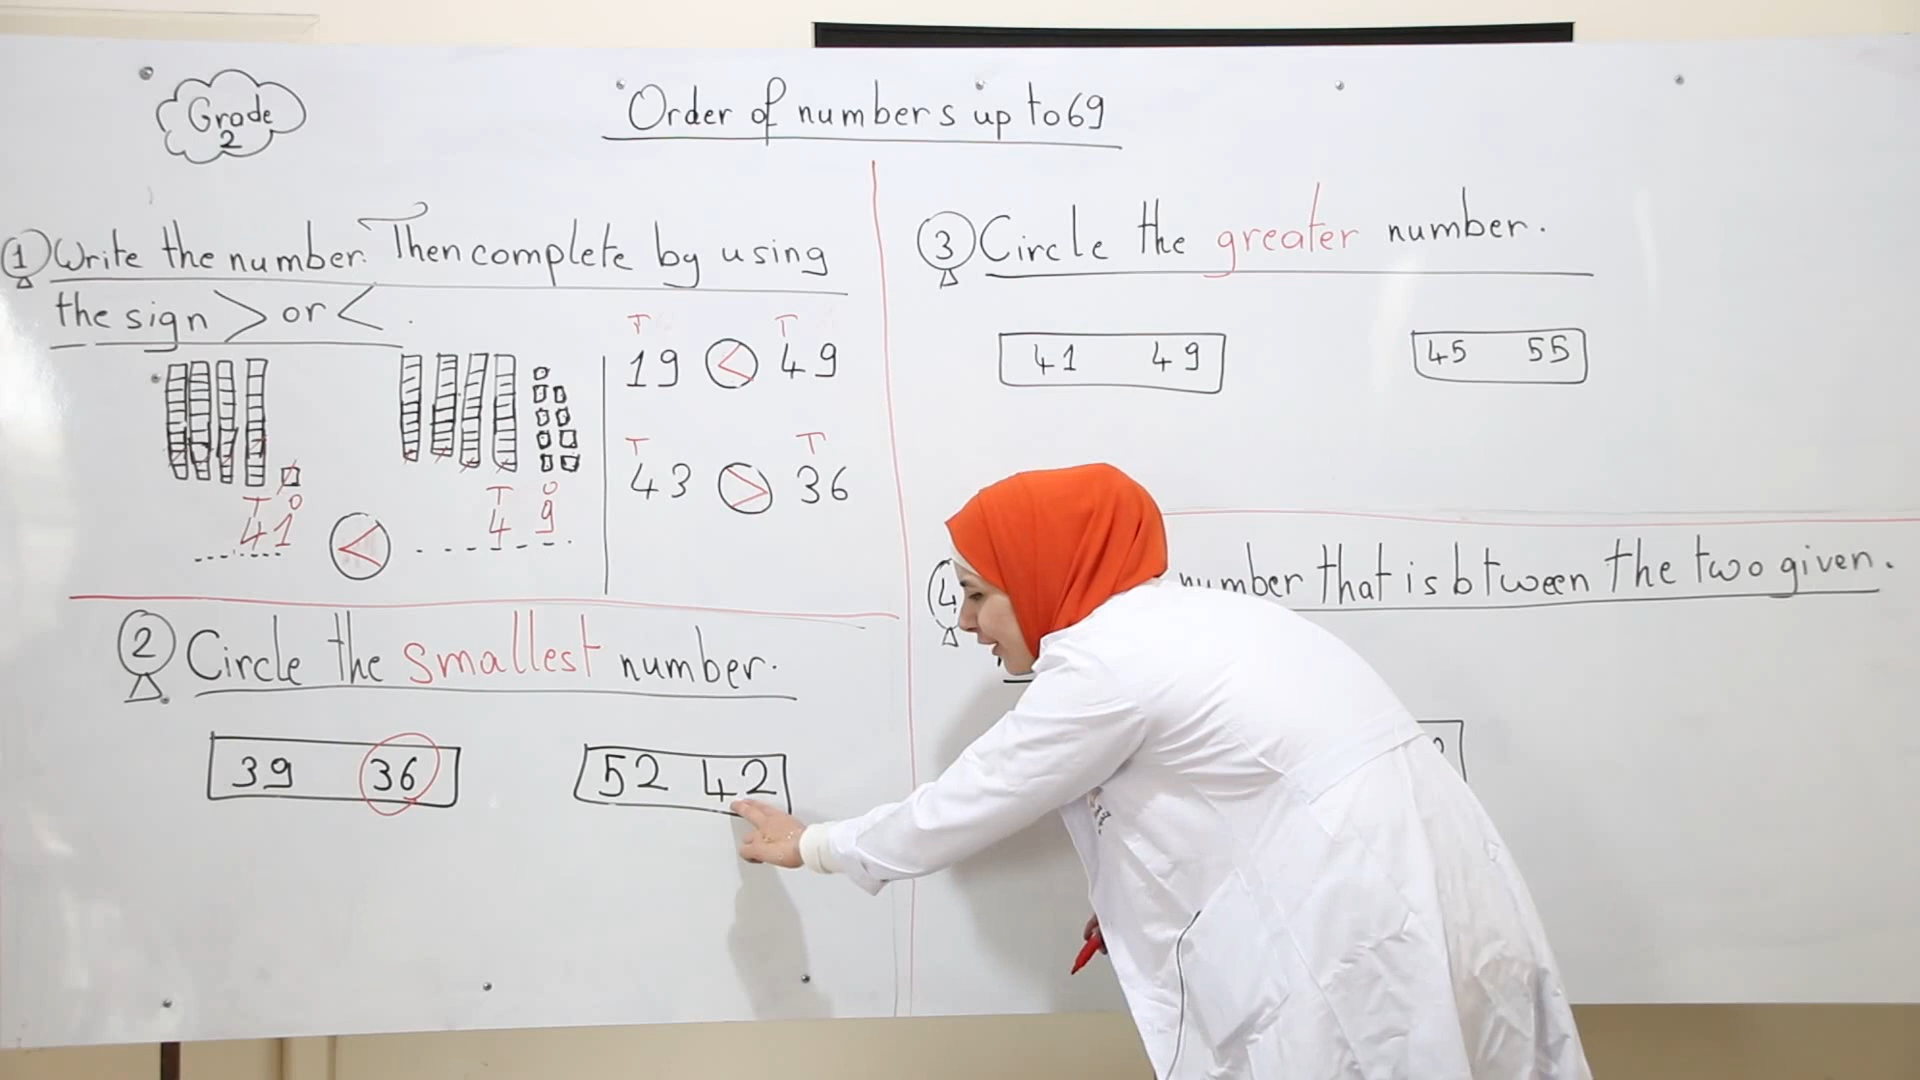 Grade
2
Order of numbers up to 69
1 Write the number. Then complete by using
the sign > or < .
T T
19 < 49
T T
43 > 36
T O T O
41 < 49
2 Circle the smallest number.
39 36 52 42
3 Circle the greater number.
41 49 45 55
4 number that is btween the two given.